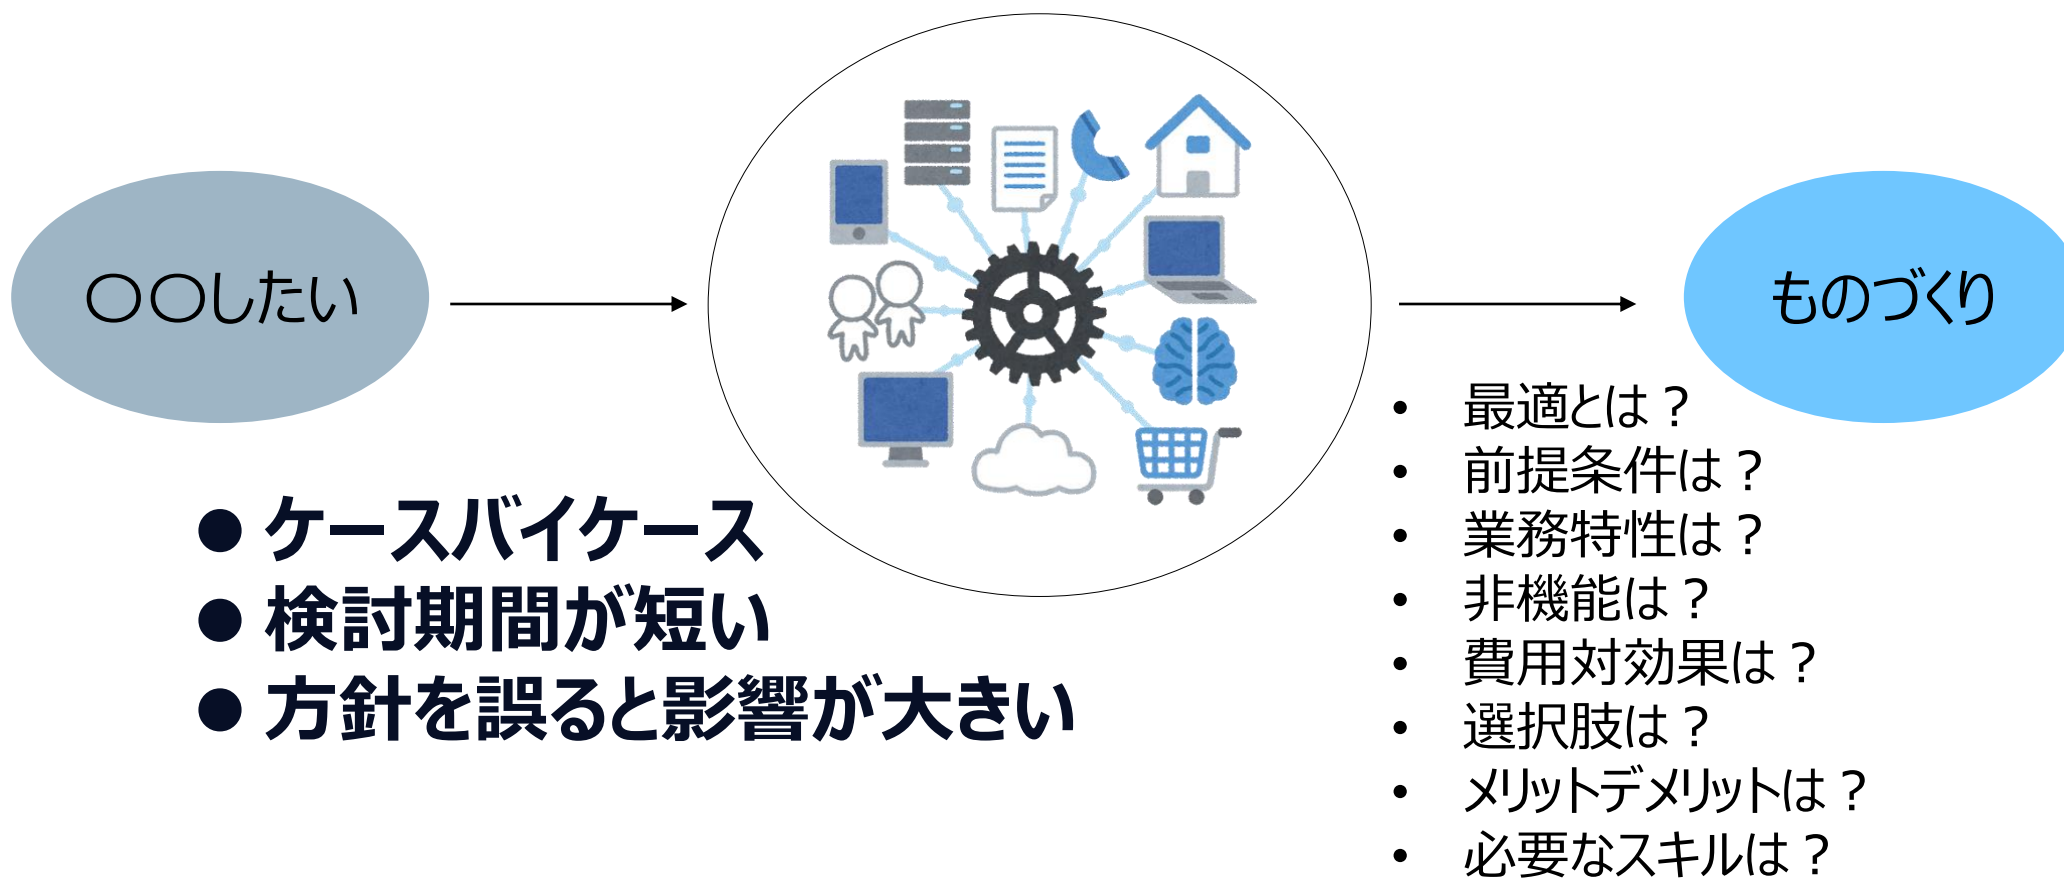 〇〇したい
ものづくり
● ケースバイケース
● 検討期間が短い
● 方針を誤ると影響が大きい
• 最適とは？
• 前提条件は？
• 業務特性は？
• 非機能は？
• 費用対効果は？
• 選択肢は？
• メリットデメリットは？
• 必要なスキルは？